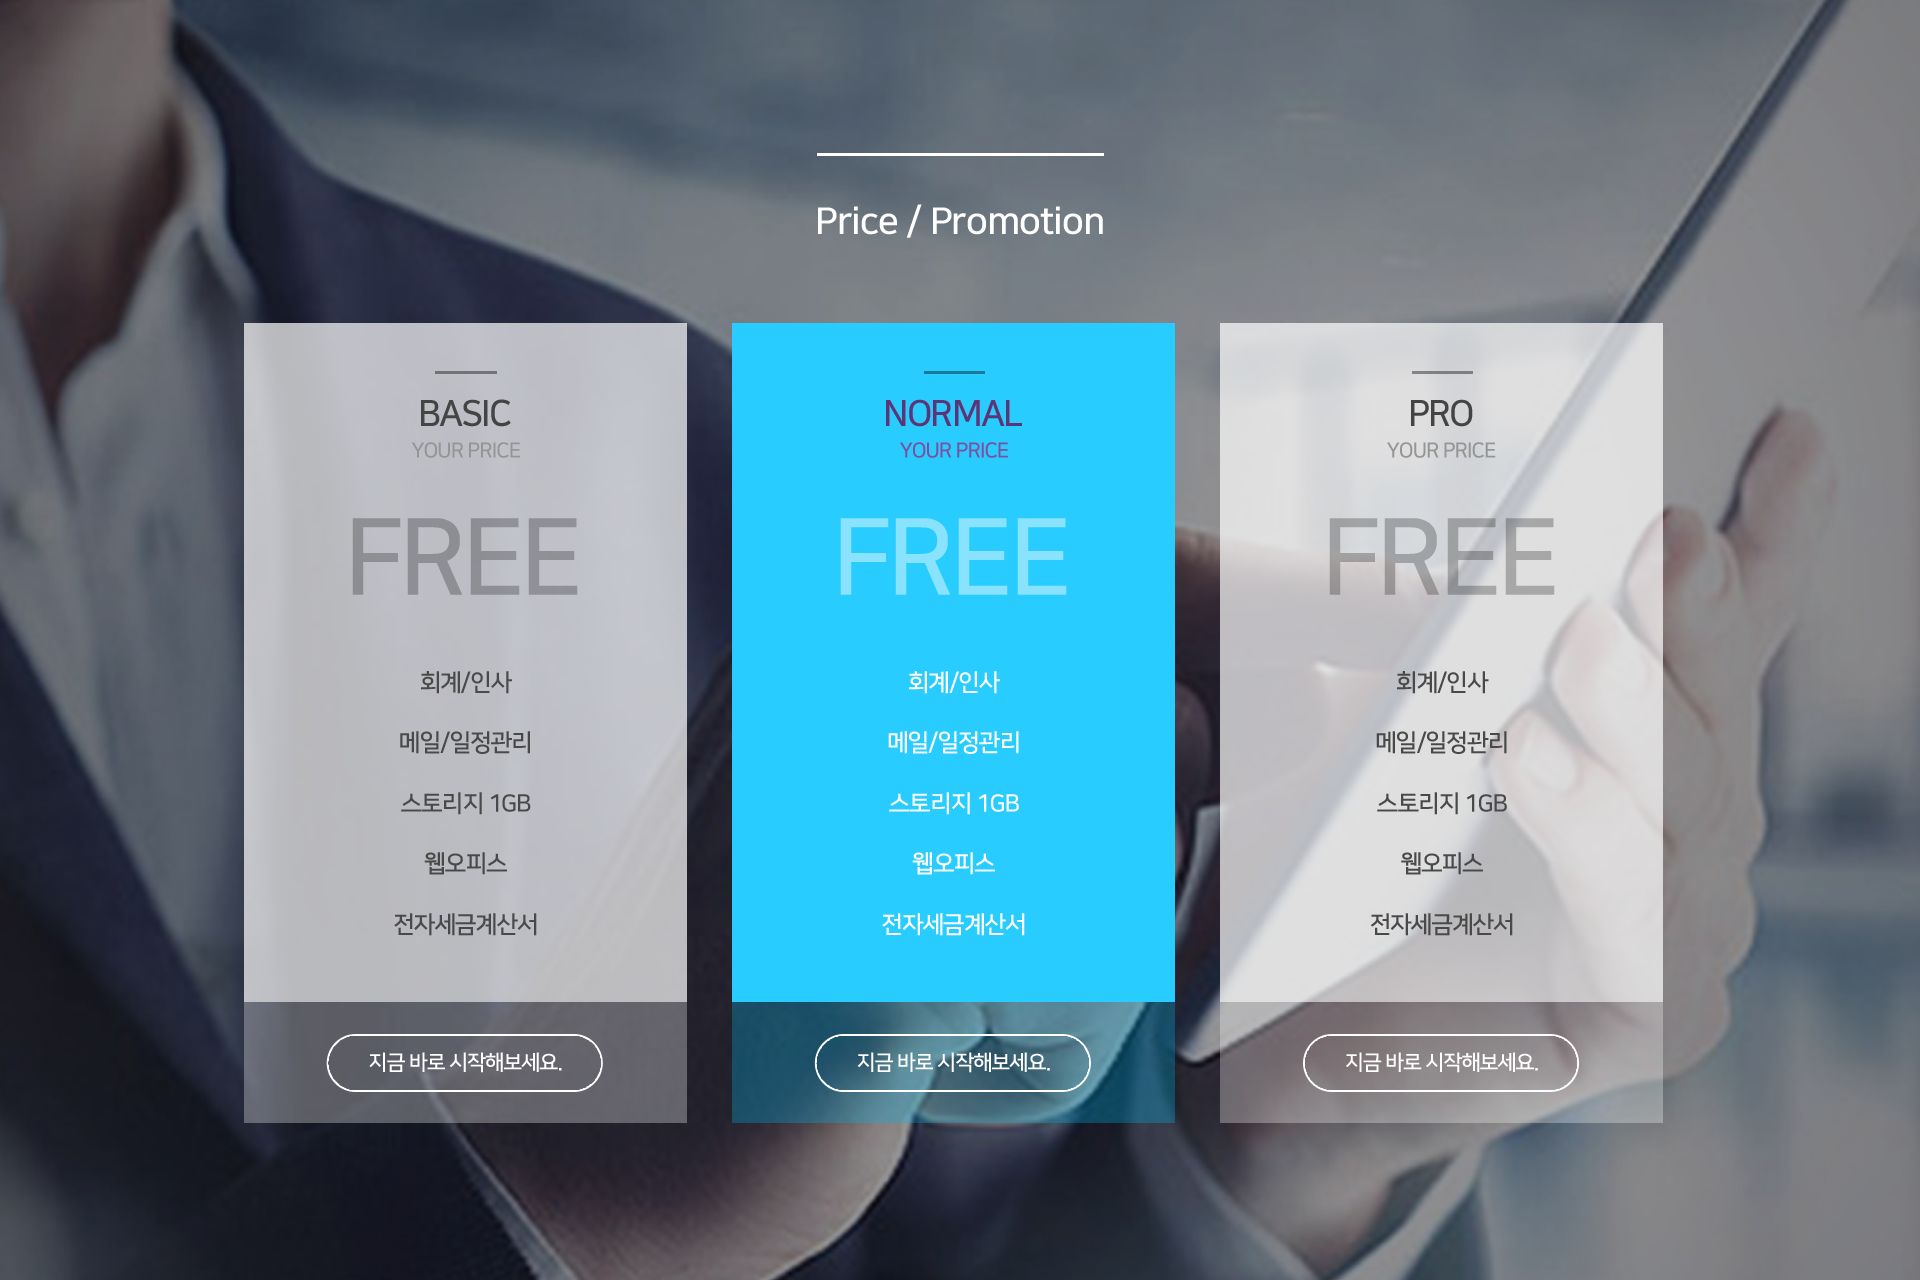 Price / Promotion
BASIC
YOUR PRICE
FREE
회계/인사
메일/일정관리
스토리지 1GB
웹오피스
전자세금계산서
지금 바로 시작해보세요.
NORMAL
YOUR PRICE
FREE
회계/인사
메일/일정관리
스토리지 1GB
웹오피스
전자세금계산서
지금 바로 시작해보세요.
PRO
YOUR PRICE
FREE
회계/인사
메일/일정관리
스토리지 1GB
웹오피스
전자세금계산서
지금 바로 시작해보세요.